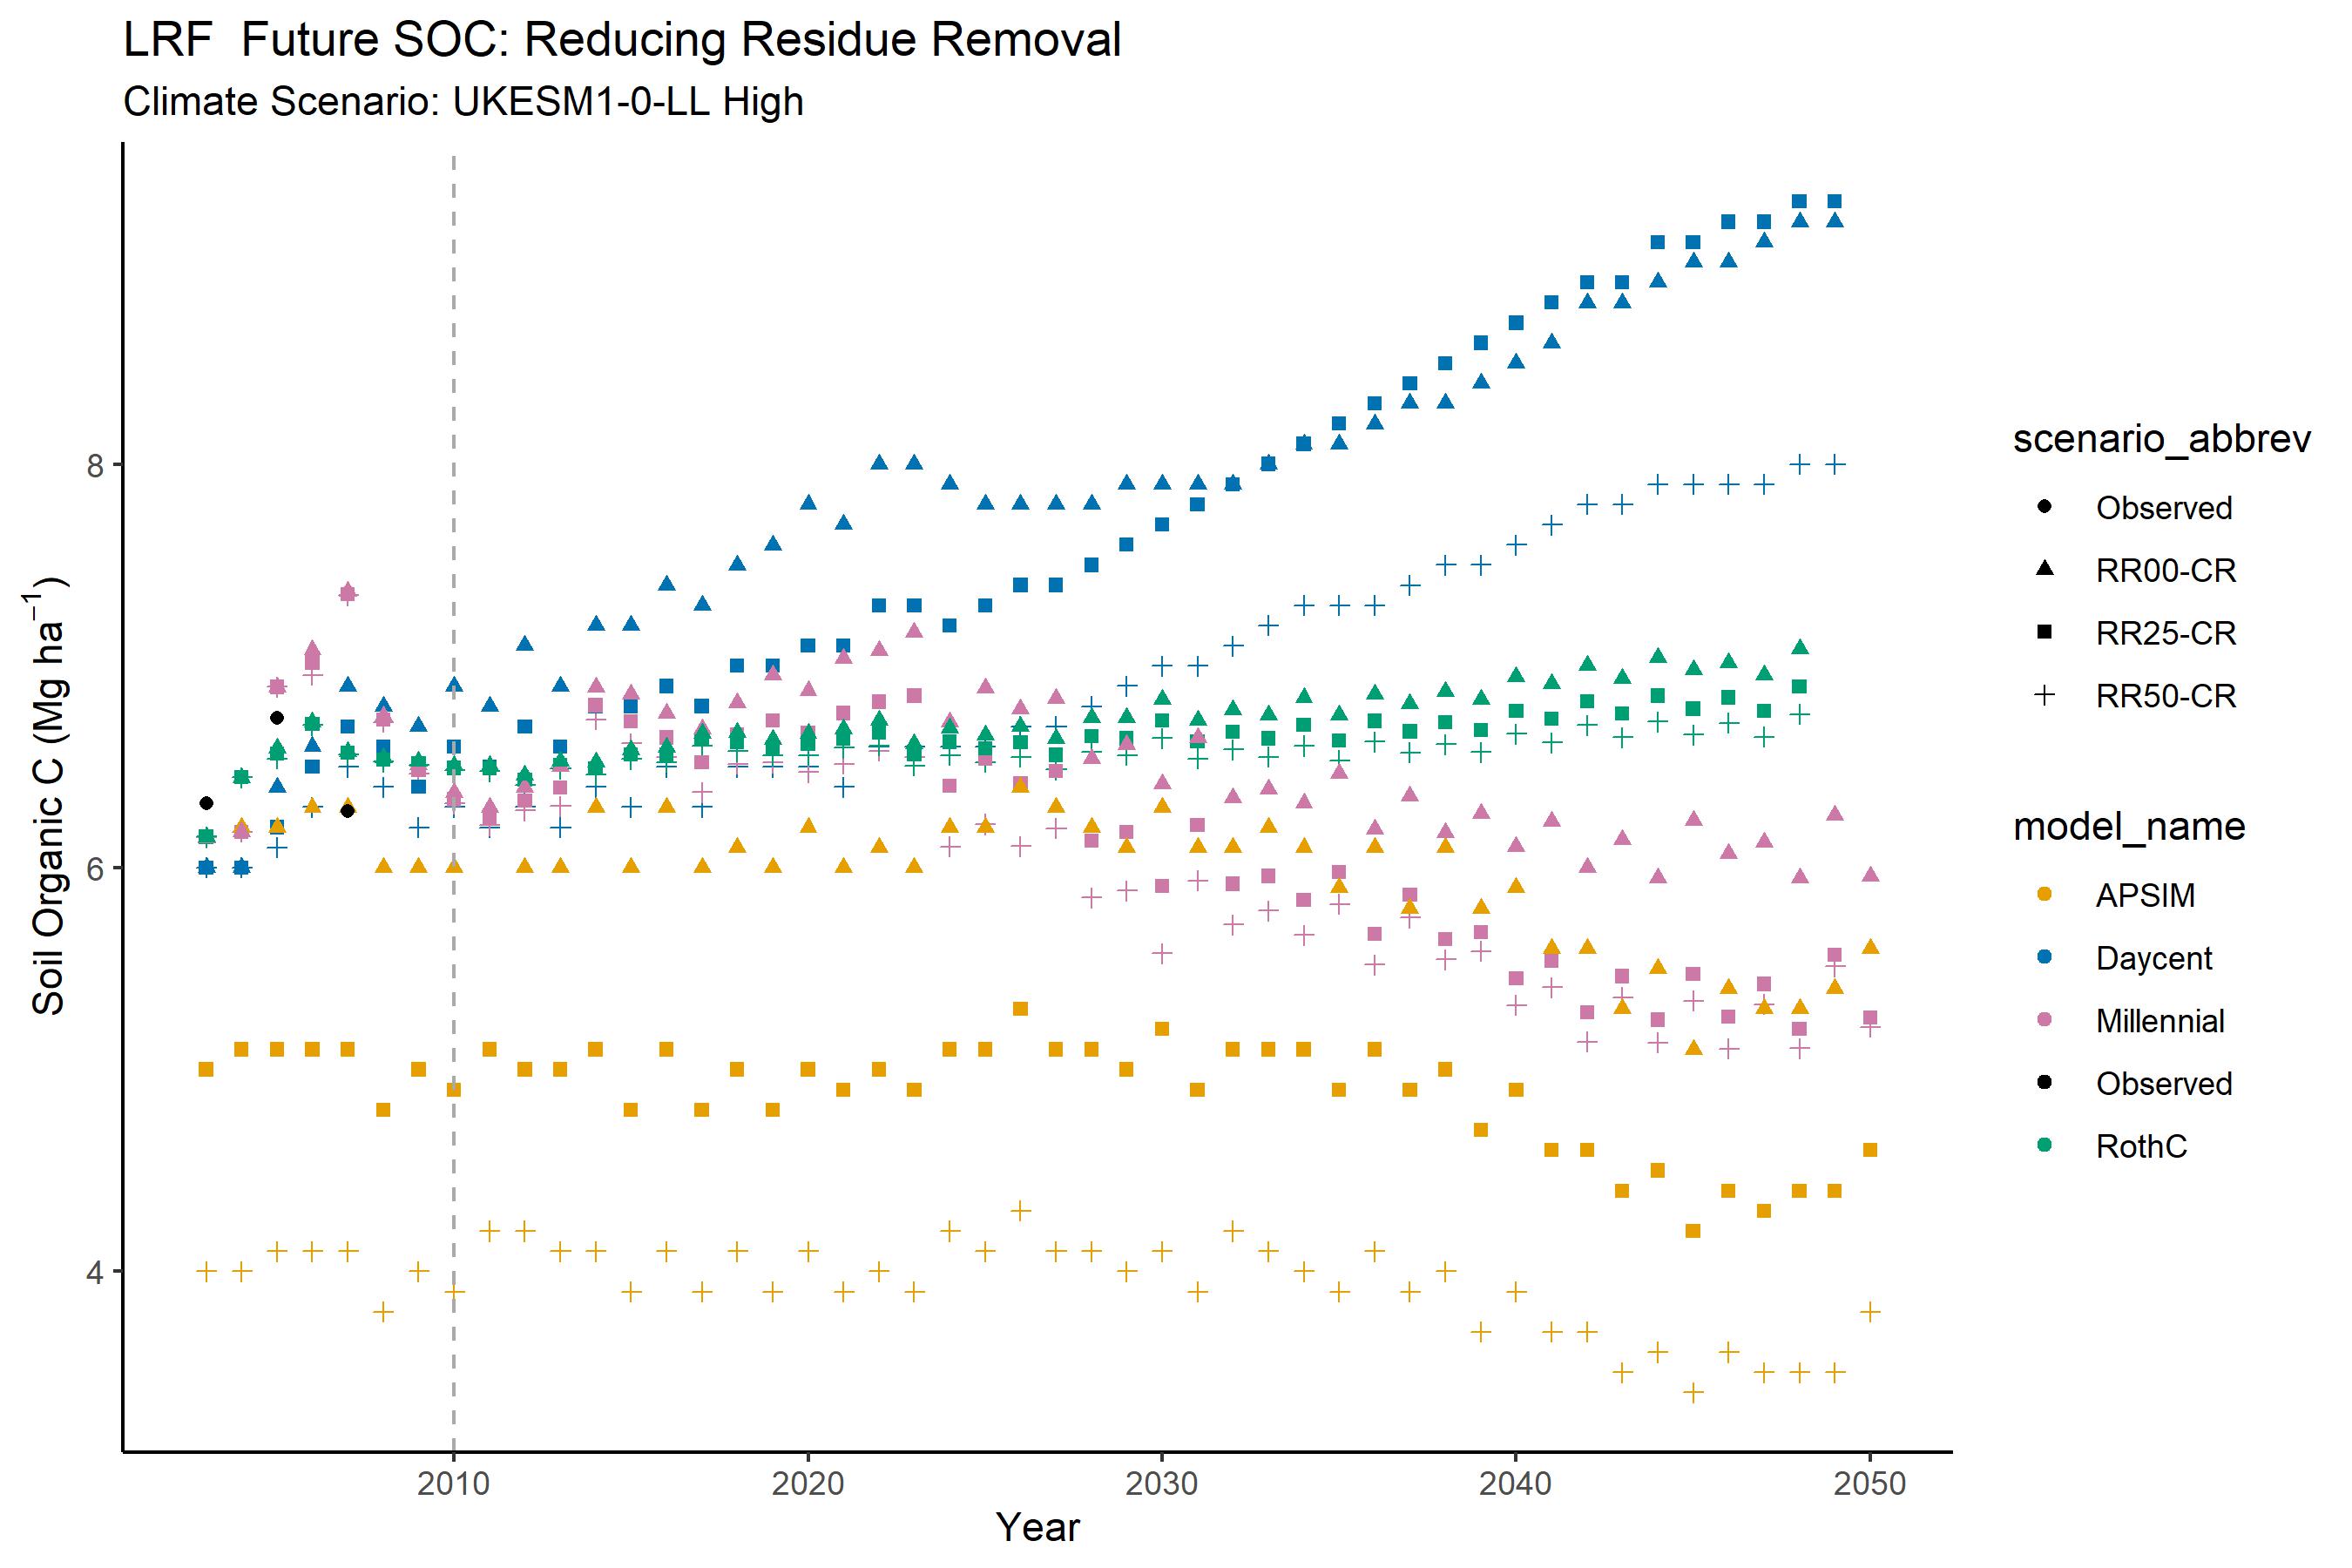 LRF  Future SOC: Reducing Residue Removal
Climate Scenario: UKESM1-0-LL High
Soil Organic C (Mg ha⁻¹)
8
6
4
2010
2020
2030
2040
2050
Year
scenario_abbrev
Observed
RR00-CR
RR25-CR
RR50-CR
model_name
APSIM
Daycent
Millennial
Observed
RothC